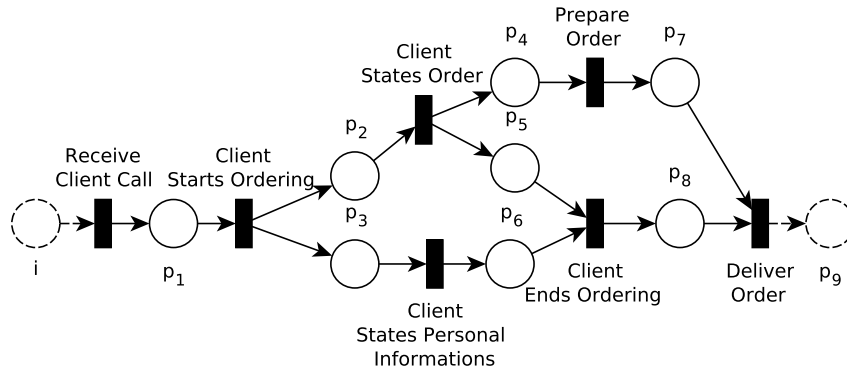 Prepare
Order
p4
p7
Client
States Order
p5
p2
Receive
Client Call
Client
Starts Ordering
p3
p6
p8
i
p1
Client
Ends Ordering
Deliver
Order
p9
Client
States Personal
Informations